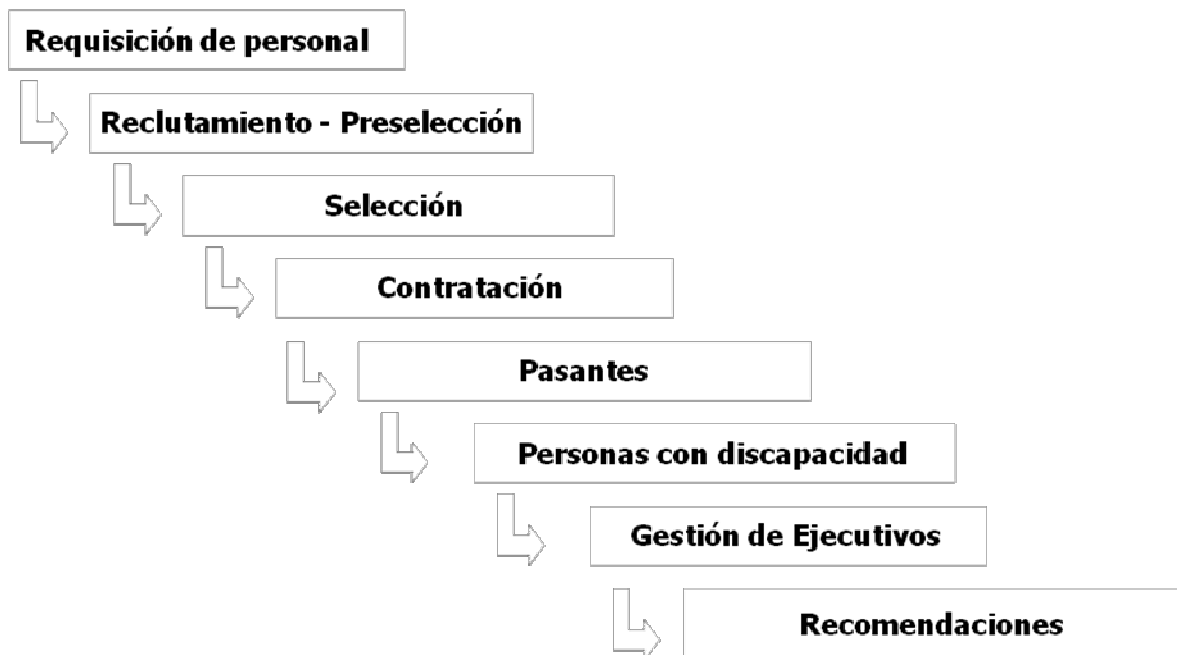 Requisición de personal
Reclutamiento - Preselección
Selección
Contratación
Pasantes
Personas con discapacidad
Gestión de Ejecutivos
Recomendaciones